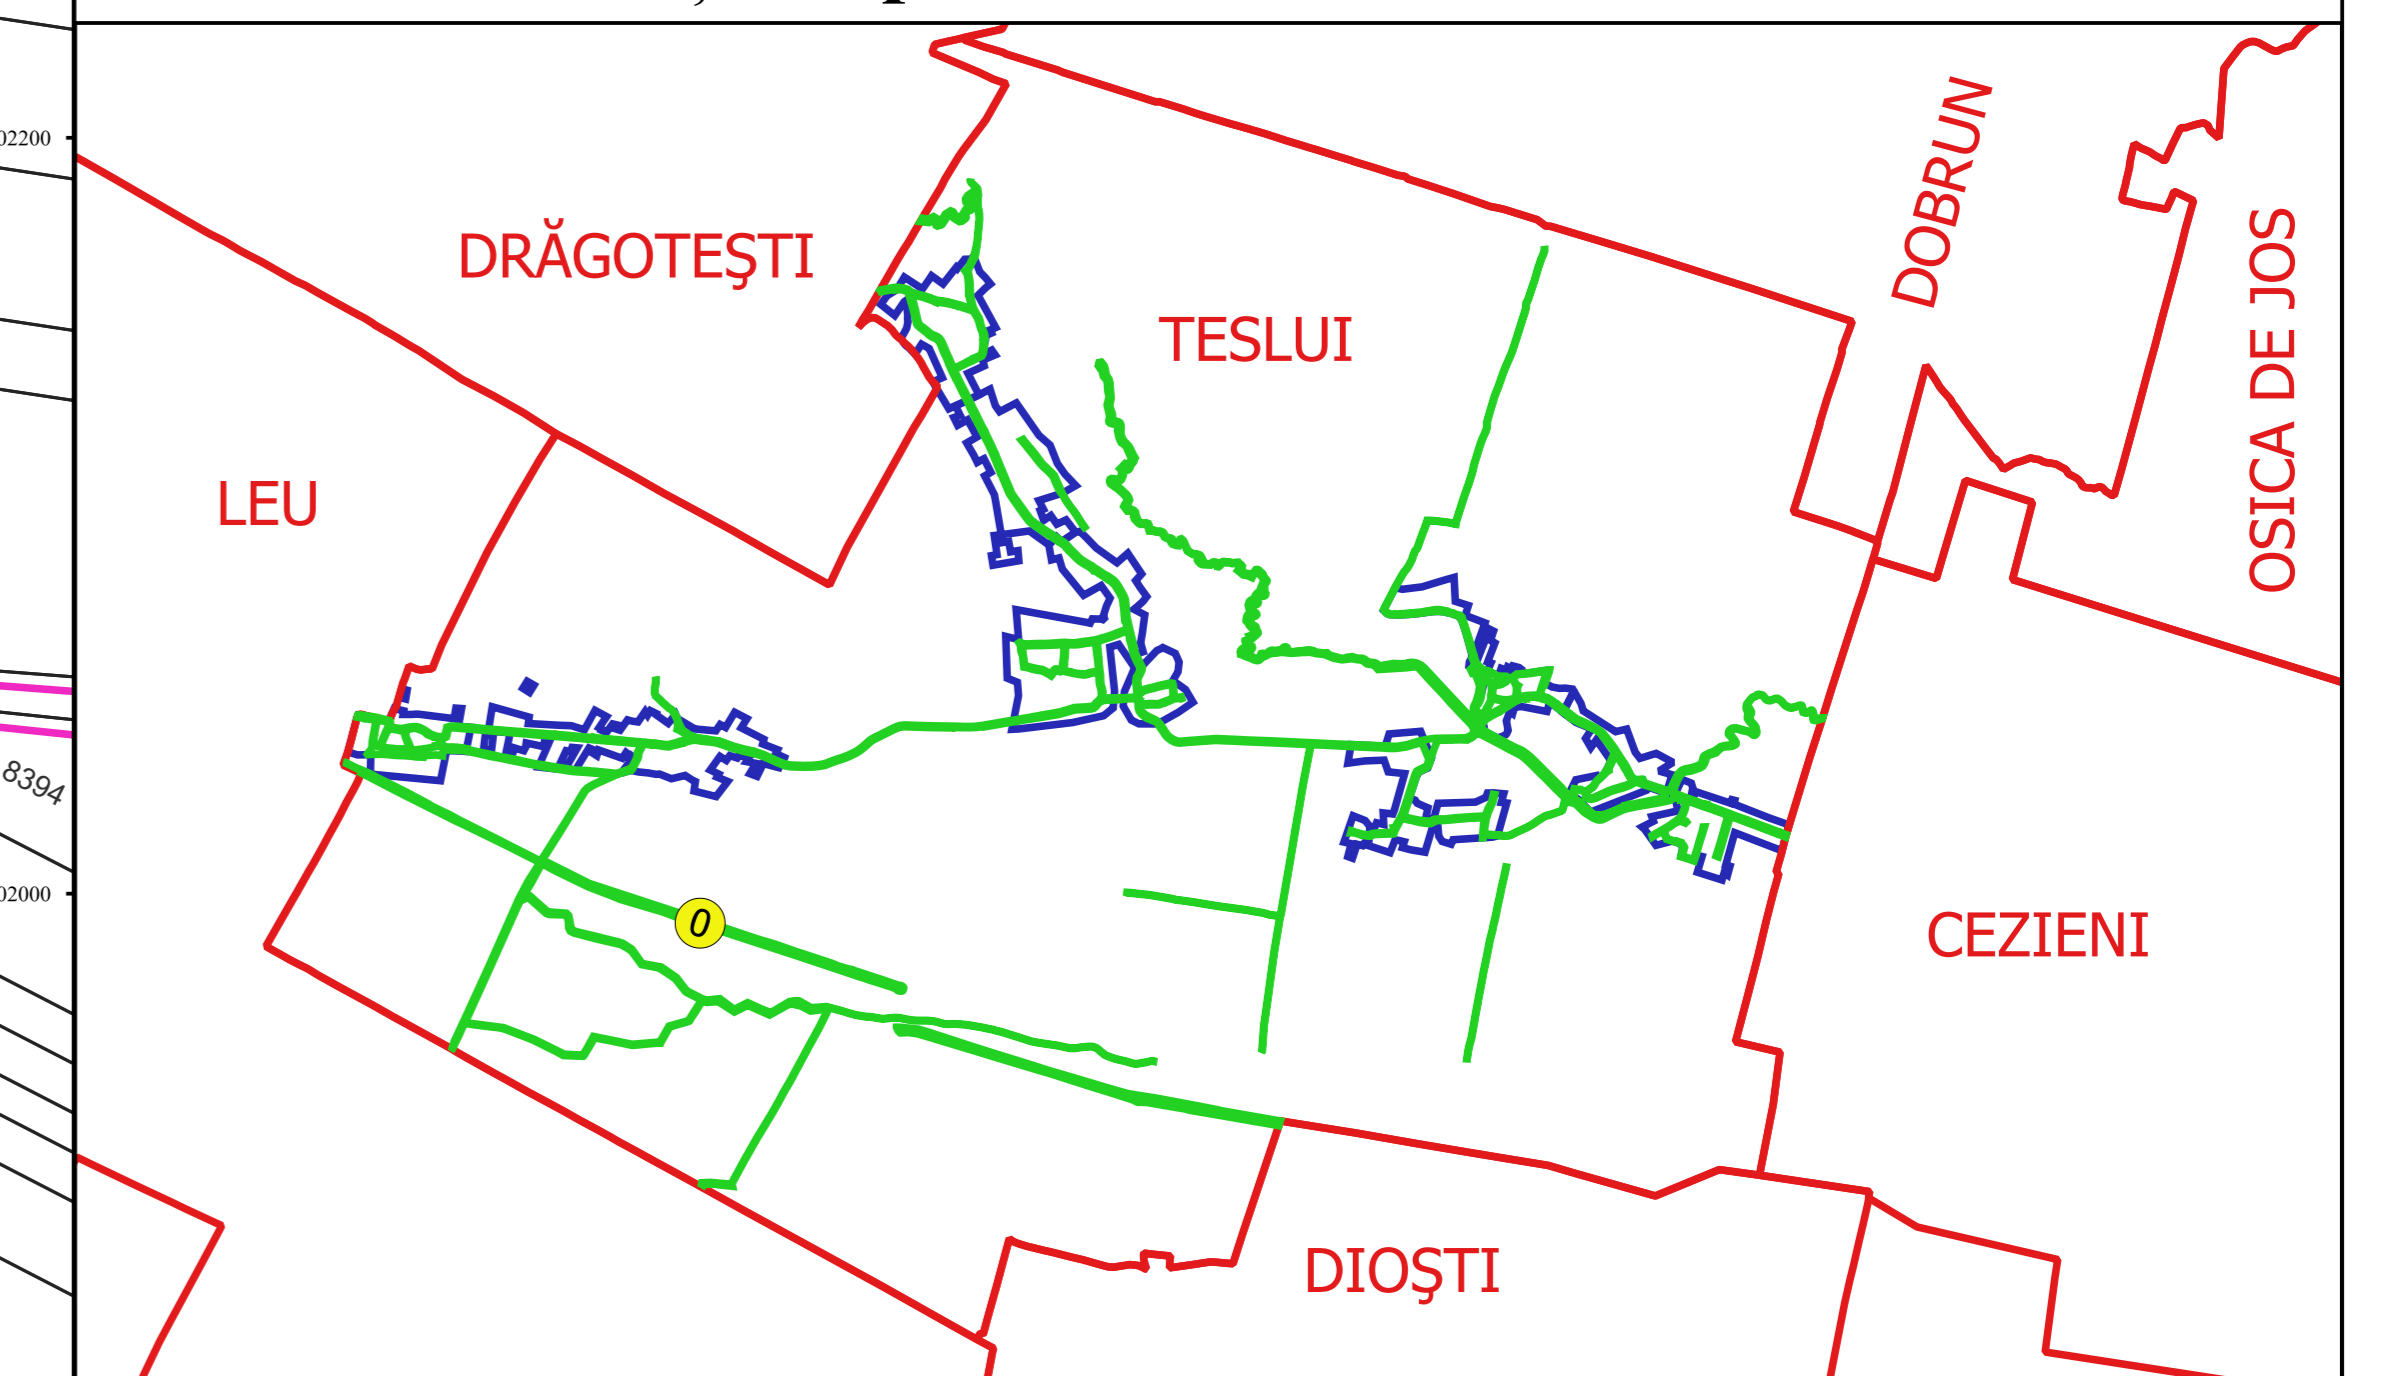 02200
DRĂGOTEŞTI
TESLUI
DOBRUN
OSICA DE JOS
LEU
8394
02000
0
CEZIENI
DIOŞTI